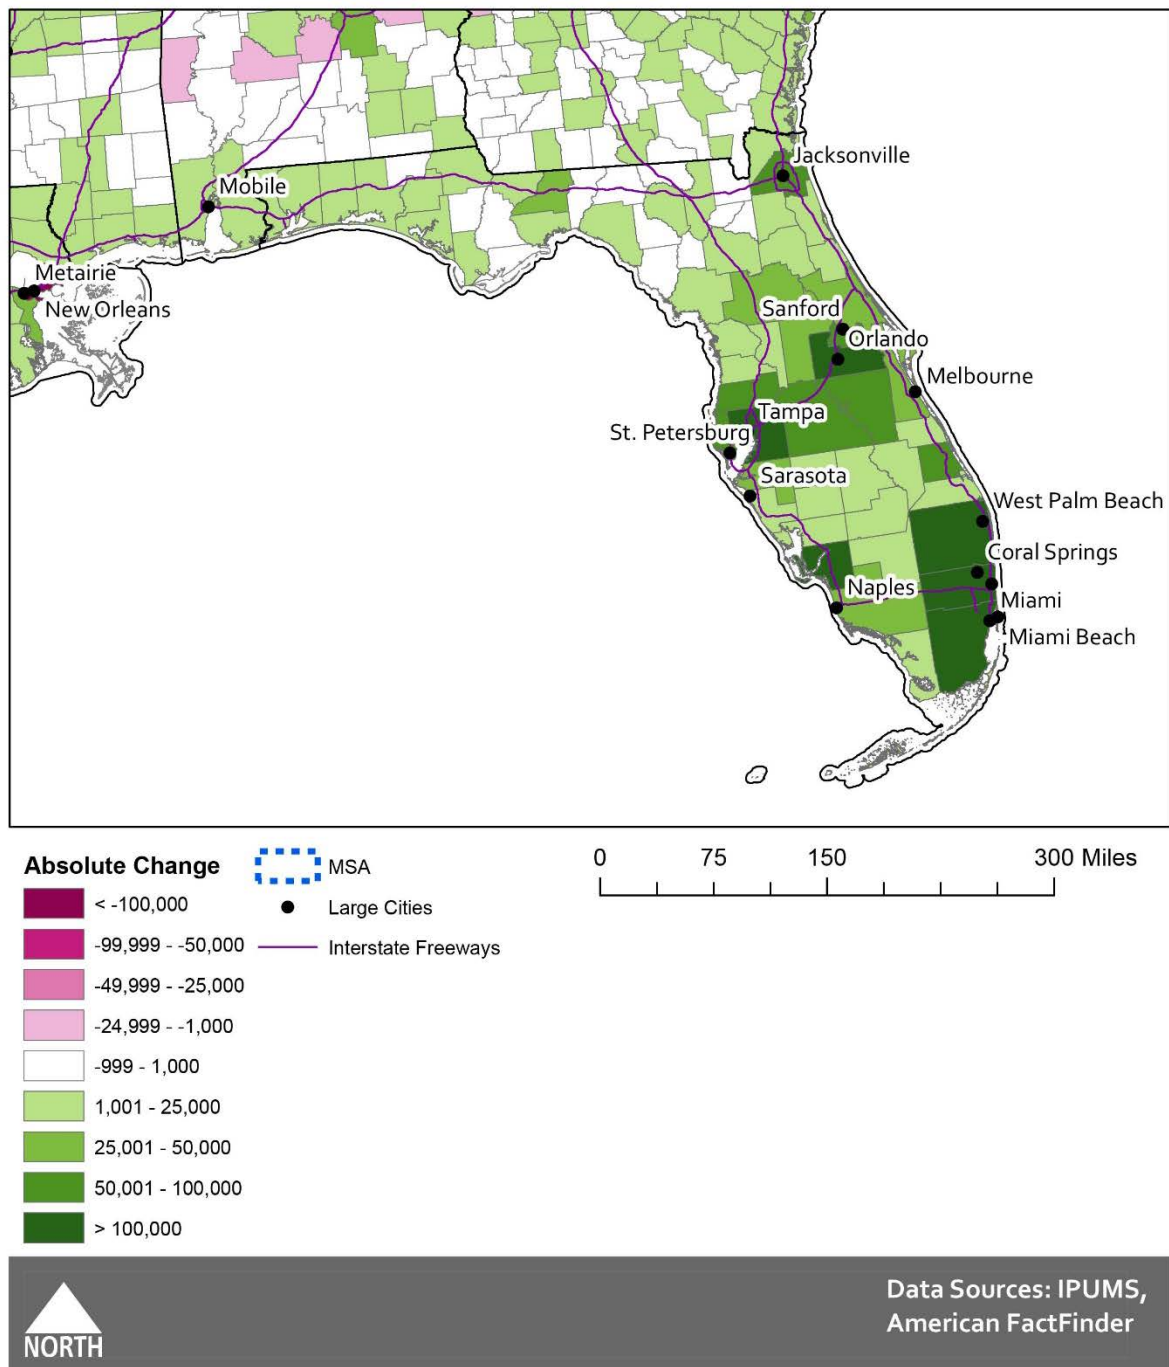 Jacksonville
Mobile
Metairie
New Orleans
Sanford
Orlando
Melbourne
Tampa
St. Petersburg
Sarasota
West Palm Beach
Coral Springs
Naples
Miami
Miami Beach
Absolute Change
< -100,000
-99,999 - -50,000
-49,999 - -25,000
-24,999 - -1,000
-999 - 1,000
1,001 - 25,000
25,001 - 50,000
50,001 - 100,000
> 100,000
MSA
Large Cities
Interstate Freeways
0 75 150 300 Miles
NORTH
Data Sources: IPUMS,
American FactFinder